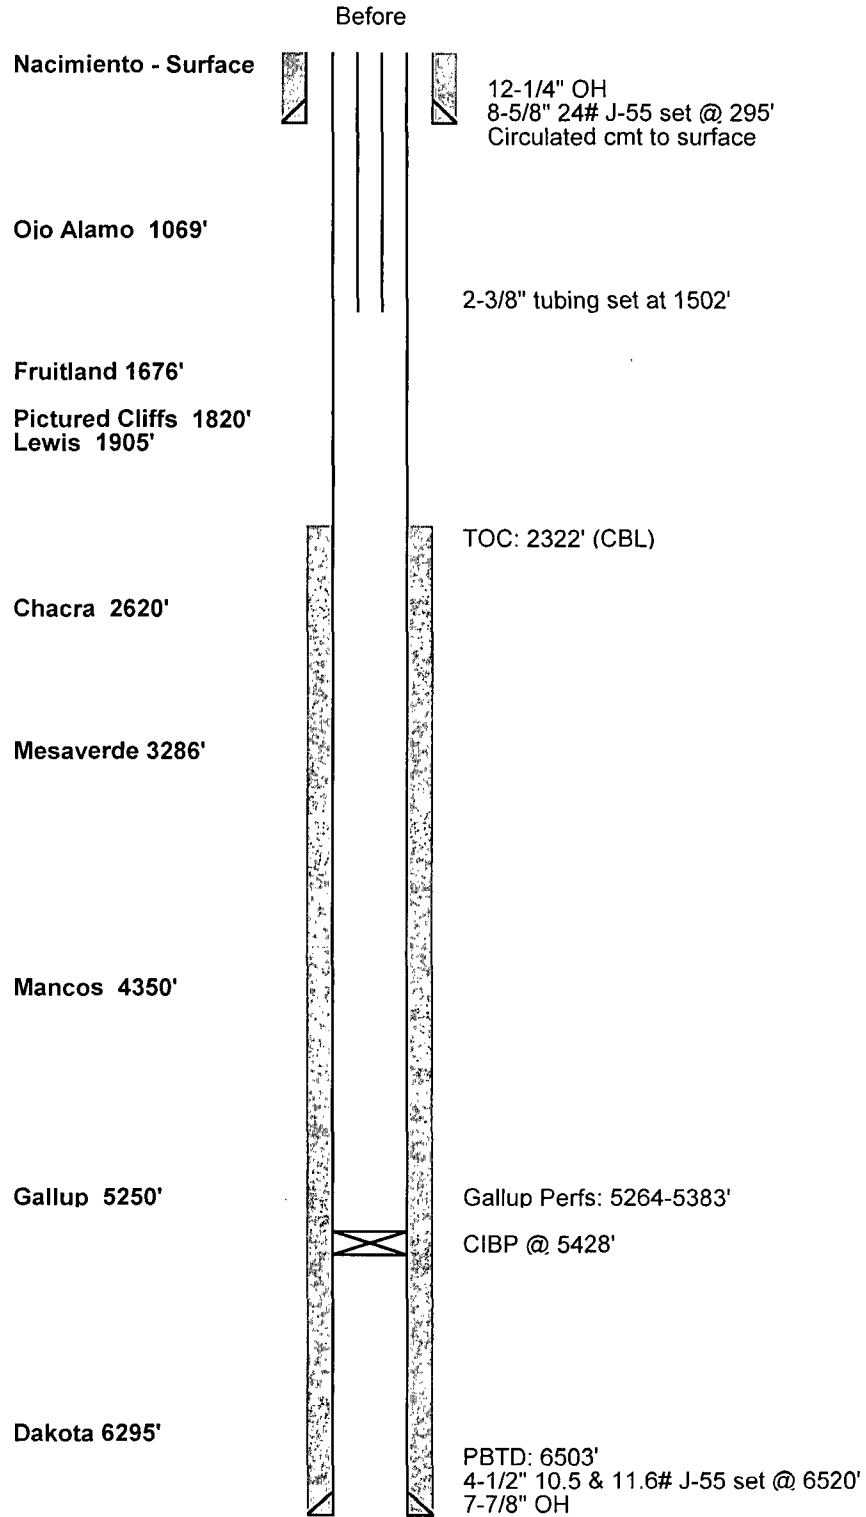 Before
Nacimiento - Surface
12-1/4" OH
8-5/8" 24# J-55 set @ 295'
Circulated cmt to surface
Ojo Alamo 1069'
2-3/8" tubing set at 1502'
Fruitland 1676'
Pictured Cliffs 1820'
Lewis 1905'
TOC: 2322' (CBL)
Chacra 2620'
Mesaverde 3286'
Mancos 4350'
Gallup 5250'
Gallup Perfs: 5264-5383'
CIBP @ 5428'
Dakota 6295'
PBTD: 6503'
4-1/2" 10.5 & 11.6# J-55 set @ 6520'
7-7/8" OH